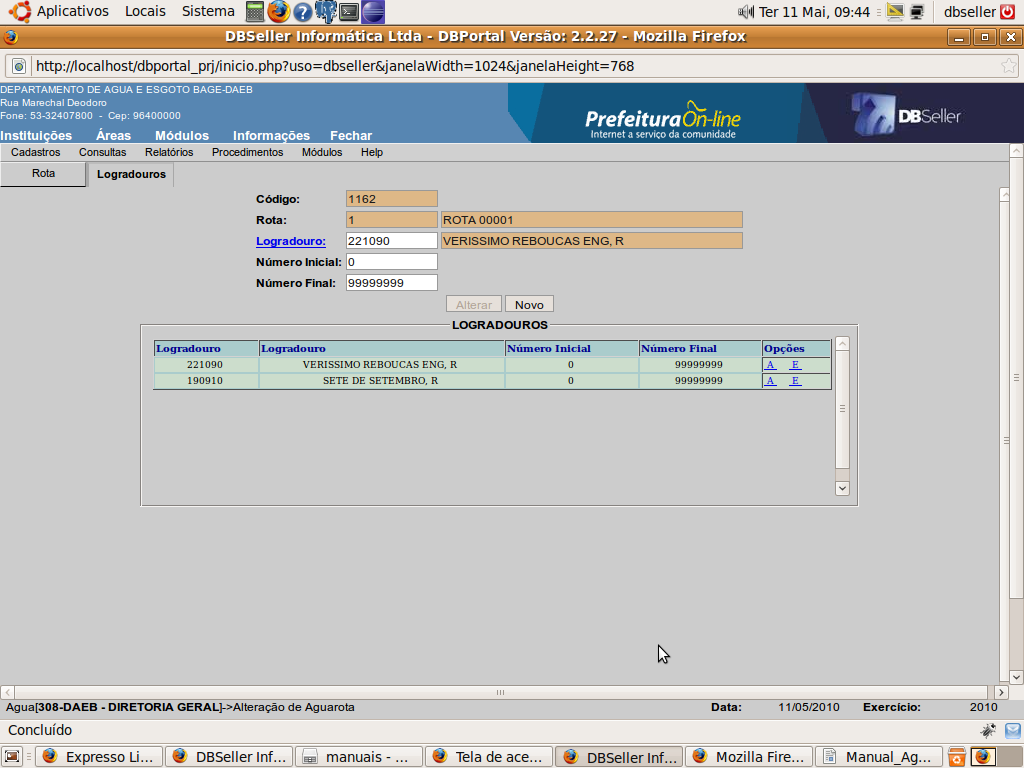 Aplicativos Locais Sistema Ter 11 Mai, 09:44 dbseller
DBSeller Informática Ltda - DBPortal Versão: 2.2.27 - Mozilla Firefox
http://localhost/dbportal_prj/inicio.php?uso=dbseller&janelaWidth=1024&janelaHeight=768
DEPARTAMENTO DE AGUA E ESGOTO BAGE-DAEB
Rua Marechal Deodoro
Fone: 53-32407800 - Cep: 96400000
Prefeitura On-line
Internet a serviço da comunidade
DBSeller
Instituições Áreas Módulos Informações Fechar
Cadastros Consultas Relatórios Procedimentos Módulos Help
Rota Logradouros
Código: 1162
Rota: 1 ROTA 00001
Logradouro: 221090 VERISSIMO REBOUCAS ENG, R
Número Inicial: 0
Número Final: 99999999
Alterar Novo
LOGRADOUROS
Logradouro Logradouro Número Inicial Número Final Opções
221090 VERISSIMO REBOUCAS ENG, R 0 99999999 A E
190910 SETE DE SETEMBRO, R 0 99999999 A E
Agua[308-DAEB - DIRETORIA GERAL]->Alteração de Aguarota Data: 11/05/2010 Exercício: 2010
Concluído
Expresso Li... DBSeller Inf... manuais - ... Tela de ace... DBSeller Inf... Mozilla Fire... Manual_Ag...